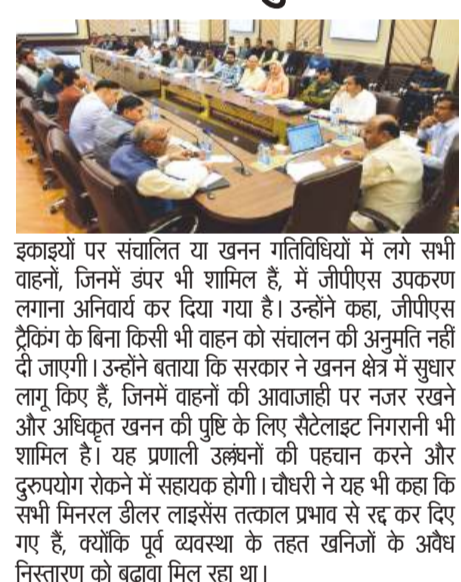 इकाइयों पर संचालित या खनन गतिविधियों में लगे सभी
वाहनों, जिनमें डंपर भी शामिल हैं, में जीपीएस उपकरण
लगाना अनिवार्य कर दिया गया है। उन्होंने कहा, जीपीएस
ट्रैकिंग के बिना किसी भी वाहन को संचालन की अनुमति नहीं
दी जाएगी। उन्होंने बताया कि सरकार ने खनन क्षेत्र में सुधार
लागू किए हैं, जिनमें वाहनों की आवाजाही पर नजर रखने
और अधिकृत खनन की पुष्टि के लिए सैटेलाइट निगरानी भी
शामिल है। यह प्रणाली उल्लंघनों की पहचान करने और
दुरुपयोग रोकने में सहायक होगी। चौधरी ने यह भी कहा कि
सभी मिनरल डीलर लाइसेंस तत्काल प्रभाव से रद्द कर दिए
गए हैं, क्योंकि पूर्व व्यवस्था के तहत खनिजों के अवैध
निस्तारण को बढ़ावा मिल रहा था।